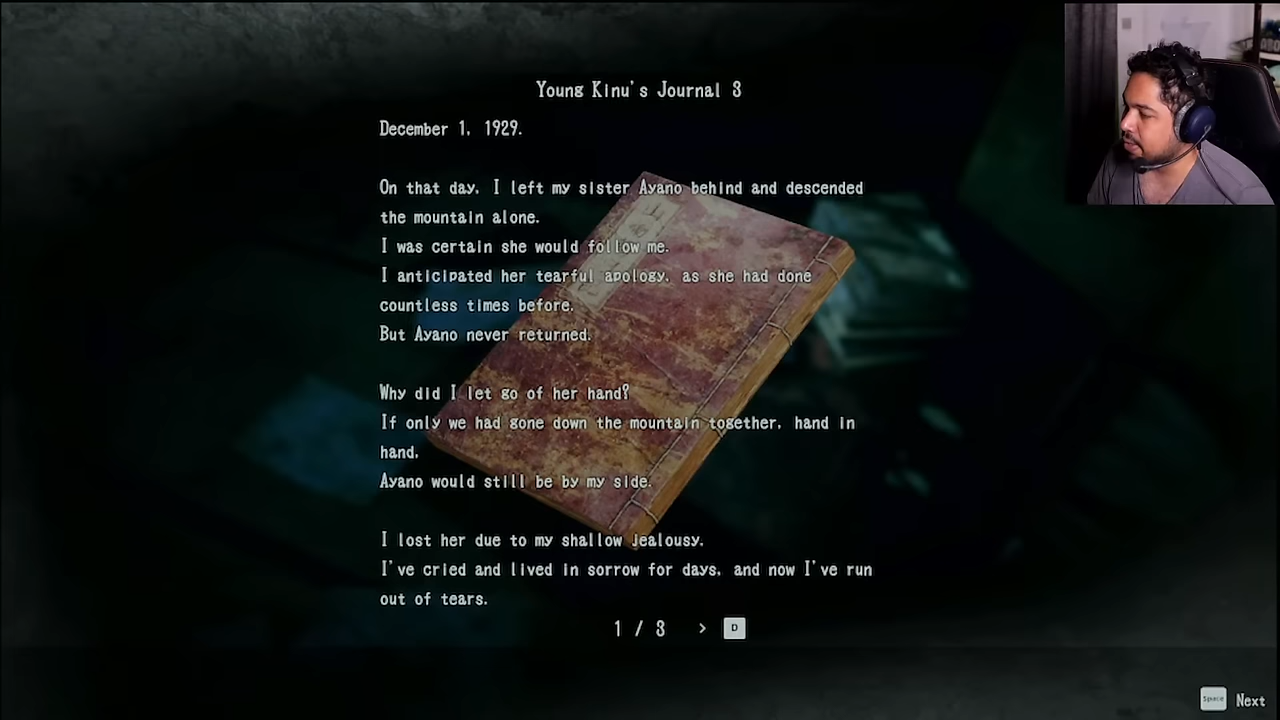 Young Kinu's Journal 3
December 1, 1929.
On that day, I left my sister Ayano behind and descended
the mountain alone.
I was certain she would follow me.
I anticipated her tearful apology, as she had done
countless times before.
But Ayano never returned.
Why did I let go of her hand?
If only we had gone down the mountain together, hand in
hand.
Ayano would still be by my side.
I lost her due to my shallow jealousy.
I've cried and lived in sorrow for days, and now I've run
out of tears.
1 / 3 > D
Space Next